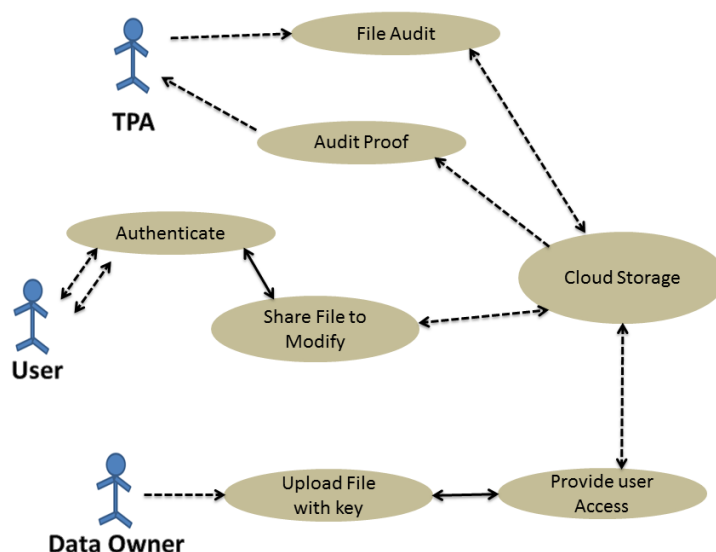 File Audit
TPA
Audit Proof
Authenticate
Cloud Storage
Share File to
Modify
User
Upload File
with key
Provide user
Access
Data Owner